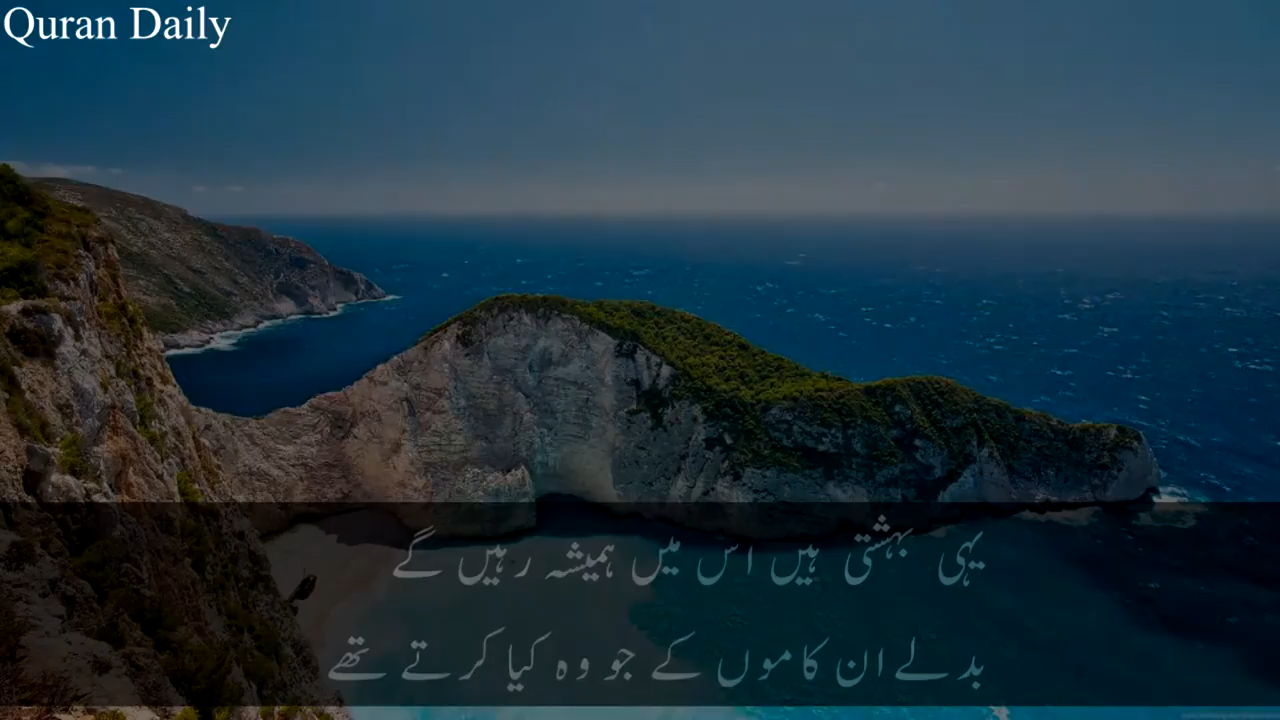 Quran Daily
یہی بہشتی ہیں اس میں ہمیشہ رہیں گے
بدلے ان کاموں کے جو وہ کیا کرتے تھے